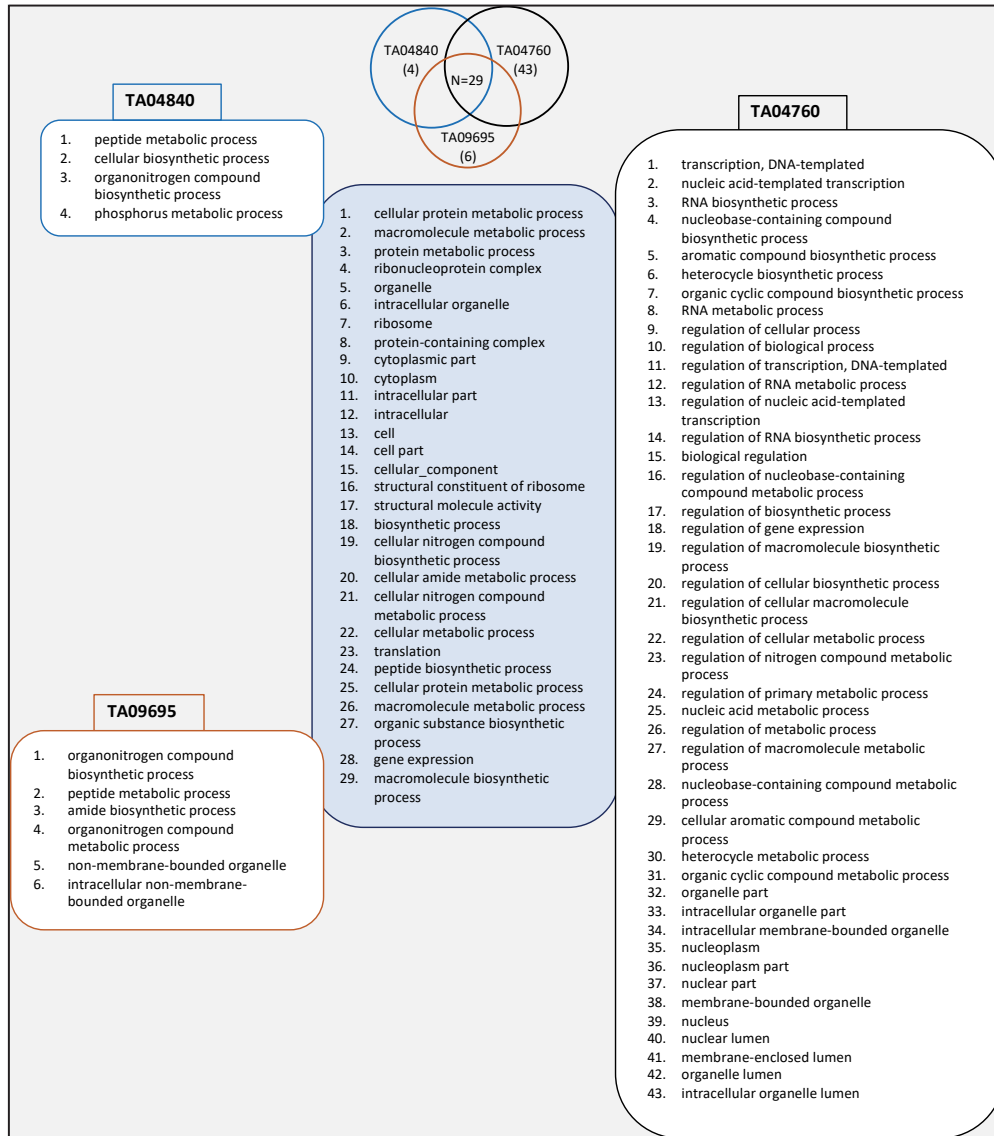 TA04840
(4)
TA04760
(43)
N=29
TA09695
(6)
TA04840
1. peptide metabolic process
2. cellular biosynthetic process
3. organonitrogen compound
biosynthetic process
4. phosphorus metabolic process
1. cellular protein metabolic process
2. macromolecule metabolic process
3. protein metabolic process
4. ribonucleoprotein complex
5. organelle
6. intracellular organelle
7. ribosome
8. protein-containing complex
9. cytoplasmic part
10. cytoplasm
11. intracellular part
12. intracellular
13. cell
14. cell part
15. cellular_component
16. structural constituent of ribosome
17. structural molecule activity
18. biosynthetic process
19. cellular nitrogen compound
biosynthetic process
20. cellular amide metabolic process
21. cellular nitrogen compound
metabolic process
22. cellular metabolic process
23. translation
24. peptide biosynthetic process
25. cellular protein metabolic process
26. macromolecule metabolic process
27. organic substance biosynthetic
process
28. gene expression
29. macromolecule biosynthetic
process
TA09695
1. organonitrogen compound
biosynthetic process
2. peptide metabolic process
3. amide biosynthetic process
4. organonitrogen compound
metabolic process
5. non-membrane-bounded organelle
6. intracellular non-membrane-
bounded organelle
TA04760
1. transcription, DNA-templated
2. nucleic acid-templated transcription
3. RNA biosynthetic process
4. nucleobase-containing compound
biosynthetic process
5. aromatic compound biosynthetic process
6. heterocycle biosynthetic process
7. organic cyclic compound biosynthetic process
8. RNA metabolic process
9. regulation of cellular process
10. regulation of biological process
11. regulation of transcription, DNA-templated
12. regulation of RNA metabolic process
13. regulation of nucleic acid-templated
transcription
14. regulation of RNA biosynthetic process
15. biological regulation
16. regulation of nucleobase-containing
compound metabolic process
17. regulation of biosynthetic process
18. regulation of gene expression
19. regulation of macromolecule biosynthetic
process
20. regulation of cellular biosynthetic process
21. regulation of cellular macromolecule
biosynthetic process
22. regulation of cellular metabolic process
23. regulation of nitrogen compound metabolic
process
24. regulation of primary metabolic process
25. nucleic acid metabolic process
26. regulation of metabolic process
27. regulation of macromolecule metabolic
process
28. nucleobase-containing compound metabolic
process
29. cellular aromatic compound metabolic
process
30. heterocycle metabolic process
31. organic cyclic compound metabolic process
32. organelle part
33. intracellular organelle part
34. intracellular membrane-bounded organelle
35. nucleoplasm
36. nucleoplasm part
37. nuclear part
38. membrane-bounded organelle
39. nucleus
40. nuclear lumen
41. membrane-enclosed lumen
42. organelle lumen
43. intracellular organelle lumen